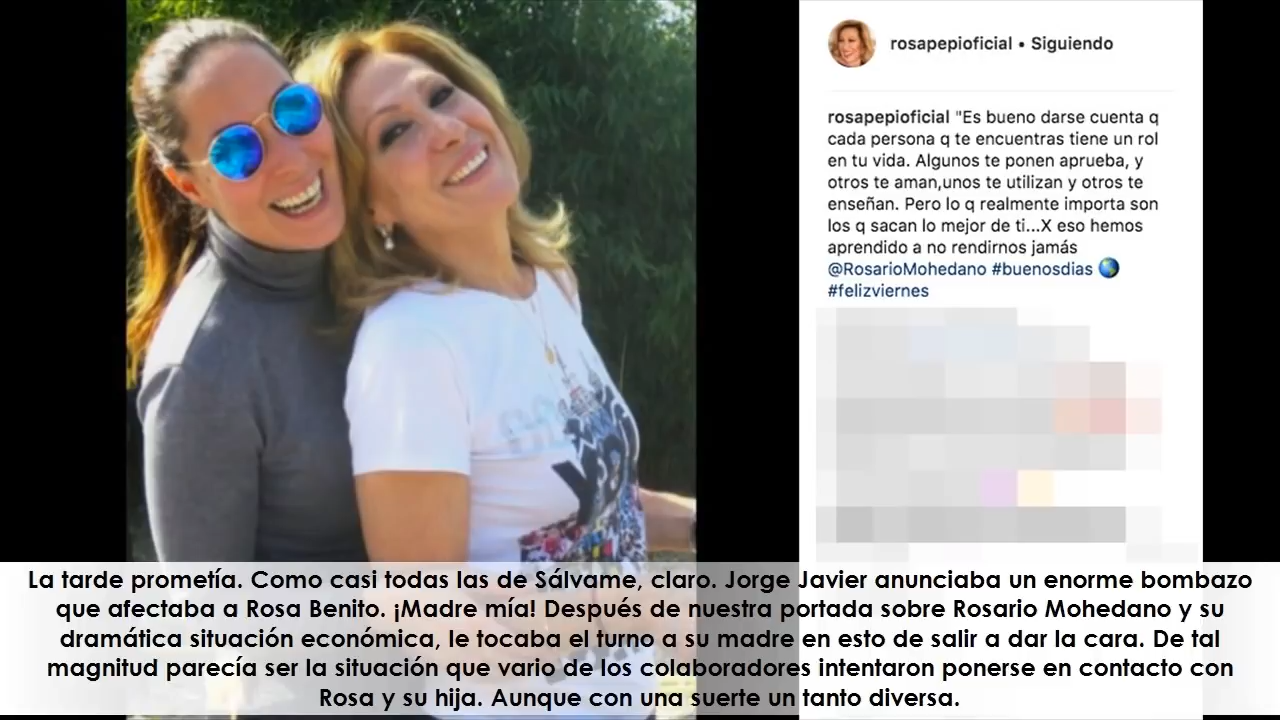 rosapepioficial • Siguiendo
rosapepioficial "Es bueno darse cuenta q
cada persona q te encuentras tiene un rol
en tu vida. Algunos te ponen aprueba, y
otros te aman,unos te utilizan y otros te
enseñan. Pero lo q realmente importa son
los q sacan lo mejor de ti...X eso hemos
aprendido a no rendirnos jamás
@RosarioMohedano #buenosdias 🌎
#felizviernes
La tarde prometía. Como casi todas las de Sálvame, claro. Jorge Javier anunciaba un enorme bombazo
que afectaba a Rosa Benito. ¡Madre mía! Después de nuestra portada sobre Rosario Mohedano y su
dramática situación económica, le tocaba el turno a su madre en esto de salir a dar la cara. De tal
magnitud parecía ser la situación que vario de los colaboradores intentaron ponerse en contacto con
Rosa y su hija. Aunque con una suerte un tanto diversa.